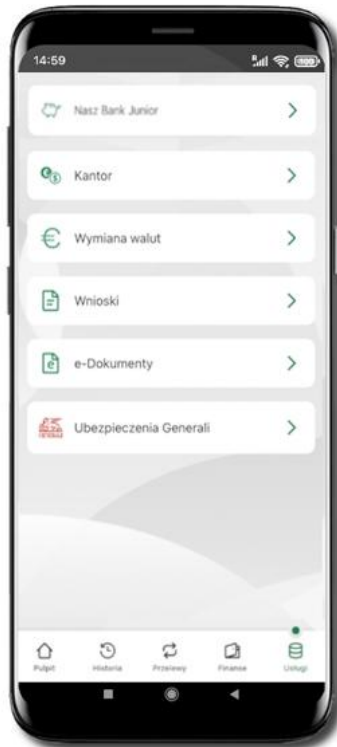 14:59
Nasz Bank Junior
Kantor
Wymiana walut
Wnioski
e-Dokumenty
Ubezpieczenia Generali
Pulpit
Historia
Przelewy
Finanse
Usługi